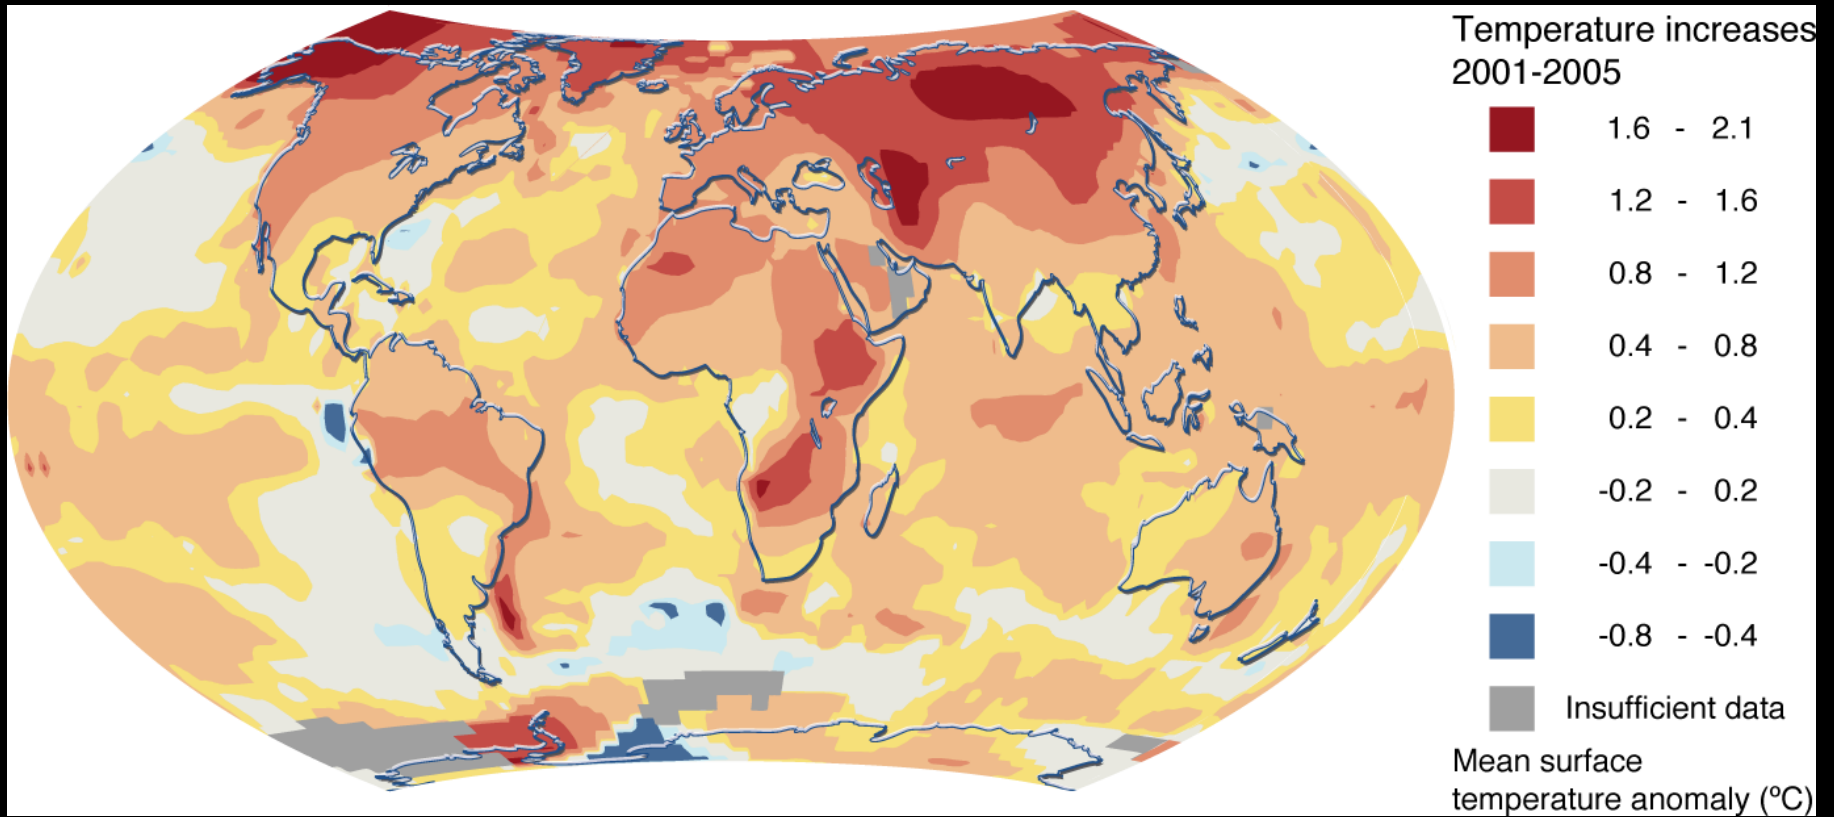 Temperature increases
2001-2005
1.6 - 2.1
1.2 - 1.6
0.8 - 1.2
0.4 - 0.8
0.2 - 0.4
-0.2 - 0.2
-0.4 - -0.2
-0.8 - -0.4
Insufficient data
Mean surface
temperature anomaly (ºC)